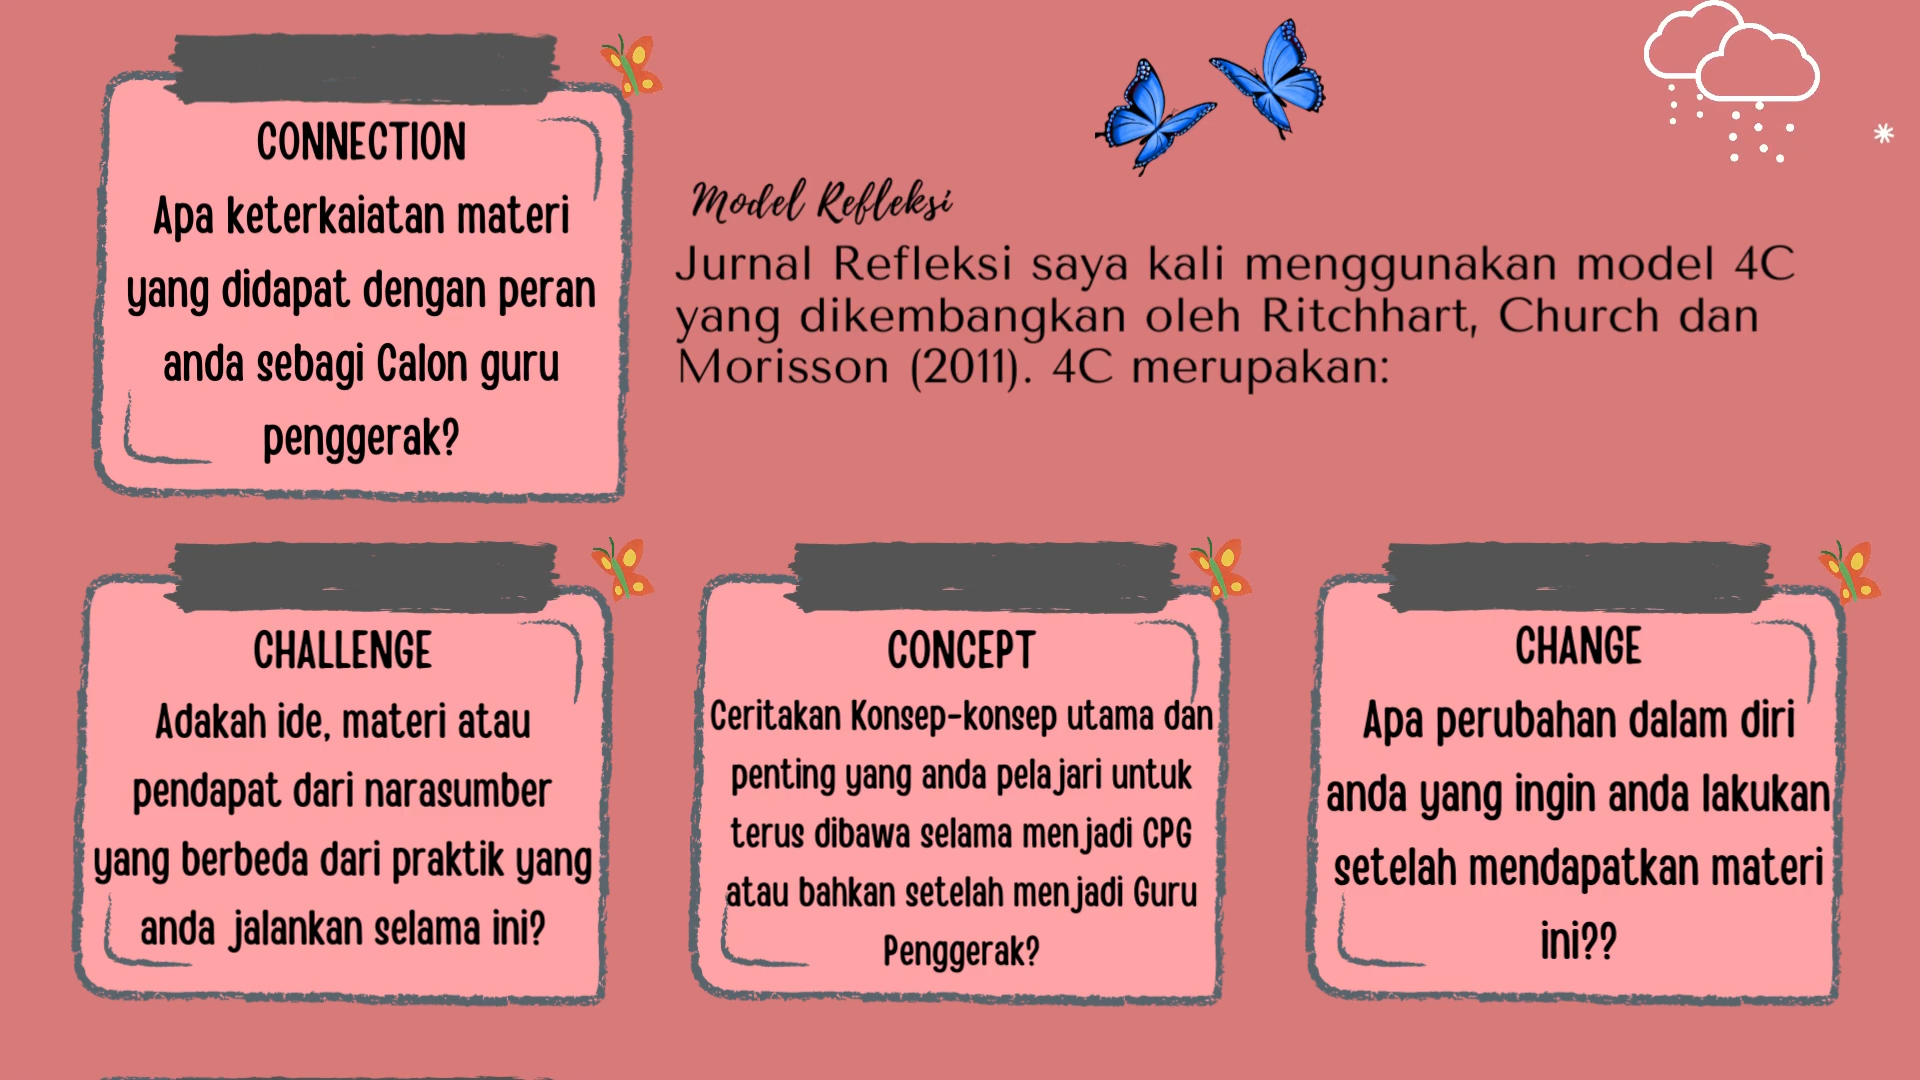 CONNECTION
Apa keterkaiatan materi
yang didapat dengan peran
anda sebagi Calon guru
penggerak?
Model Refleksi
Jurnal Refleksi saya kali menggunakan model 4C
yang dikembangkan oleh Ritchhart, Church dan
Morisson (2011). 4C merupakan:
CHALLENGE
Adakah ide, materi atau
pendapat dari narasumber
yang berbeda dari praktik yang
anda jalankan selama ini?
CONCEPT
Ceritakan Konsep-konsep utama dan
penting yang anda pelajari untuk
terus dibawa selama menjadi CPG
atau bahkan setelah menjadi Guru
Penggerak?
CHANGE
Apa perubahan dalam diri
anda yang ingin anda lakukan
setelah mendapatkan materi
ini??